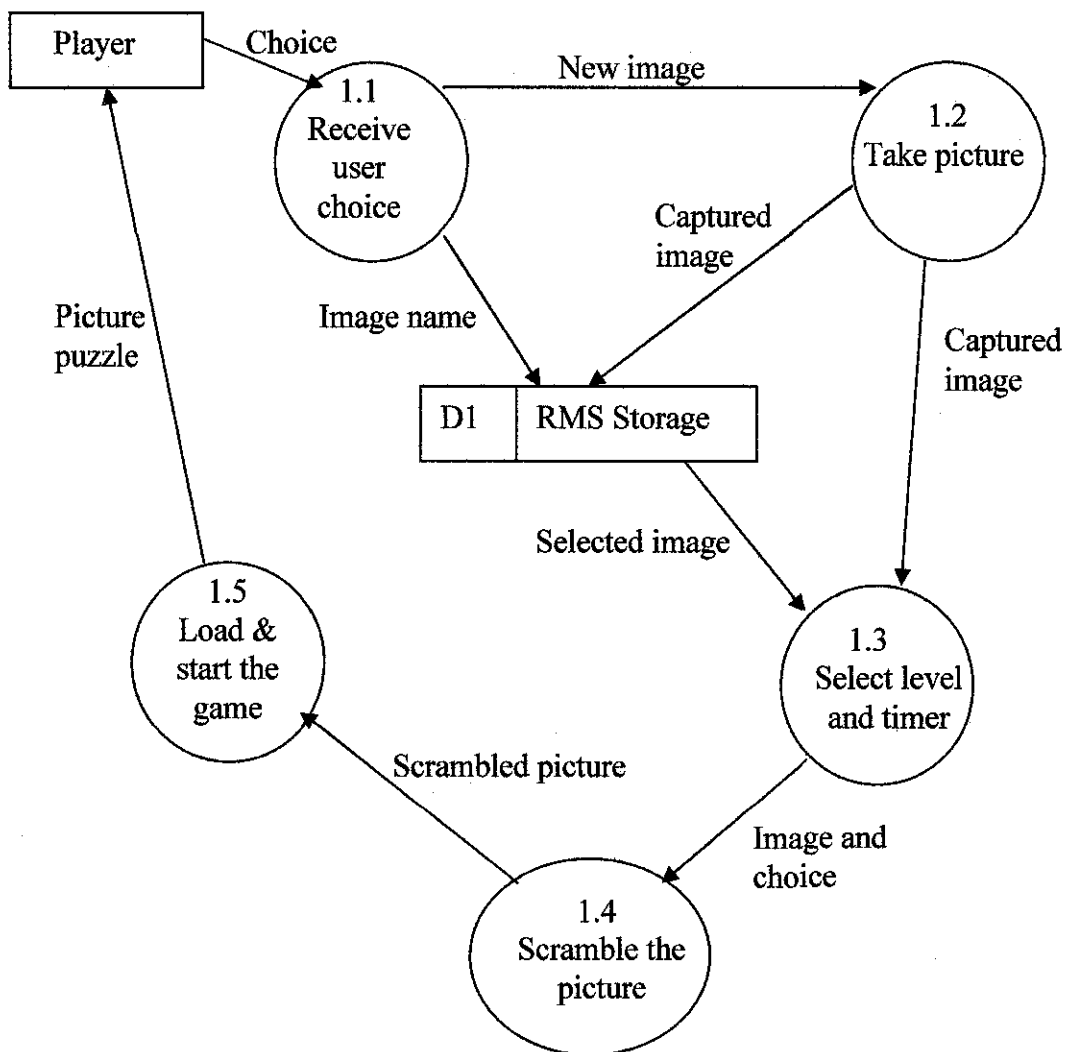 Player
Choice
1.1
Receive
user
choice
New image
1.2
Take picture
Captured
image
Image name
Picture
puzzle
Captured
image
D1
RMS Storage
Selected image
1.5
Load &
start the
game
1.3
Select level
and timer
Scrambled picture
Image and
choice
1.4
Scramble the
picture